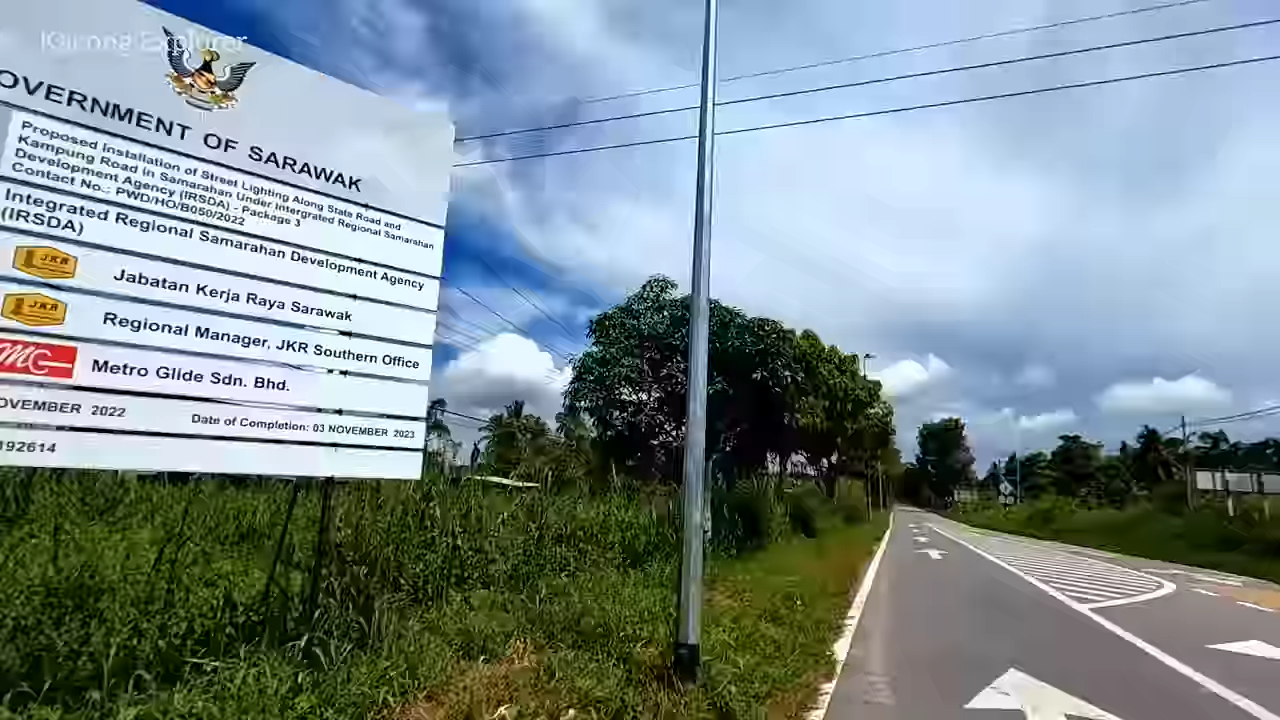 Kuching Explorer
OVERNMENT OF SARAWAK
Proposed Installation of Street Lighting Along State Road and
Kampung Road in Samarahan Under Intergrated Regional Samarahan
Development Agency (IRSDA) - Package 3
Contact No.: PWD/HO/B050/2022
Integrated Regional Samarahan Development Agency
(IRSDA)
JKR
Jabatan Kerja Raya Sarawak
JKR
Regional Manager, JKR Southern Office
MG
Metro Glide Sdn. Bhd.
OVEMBER 2022
Date of Completion: 03 NOVEMBER 2023
192614